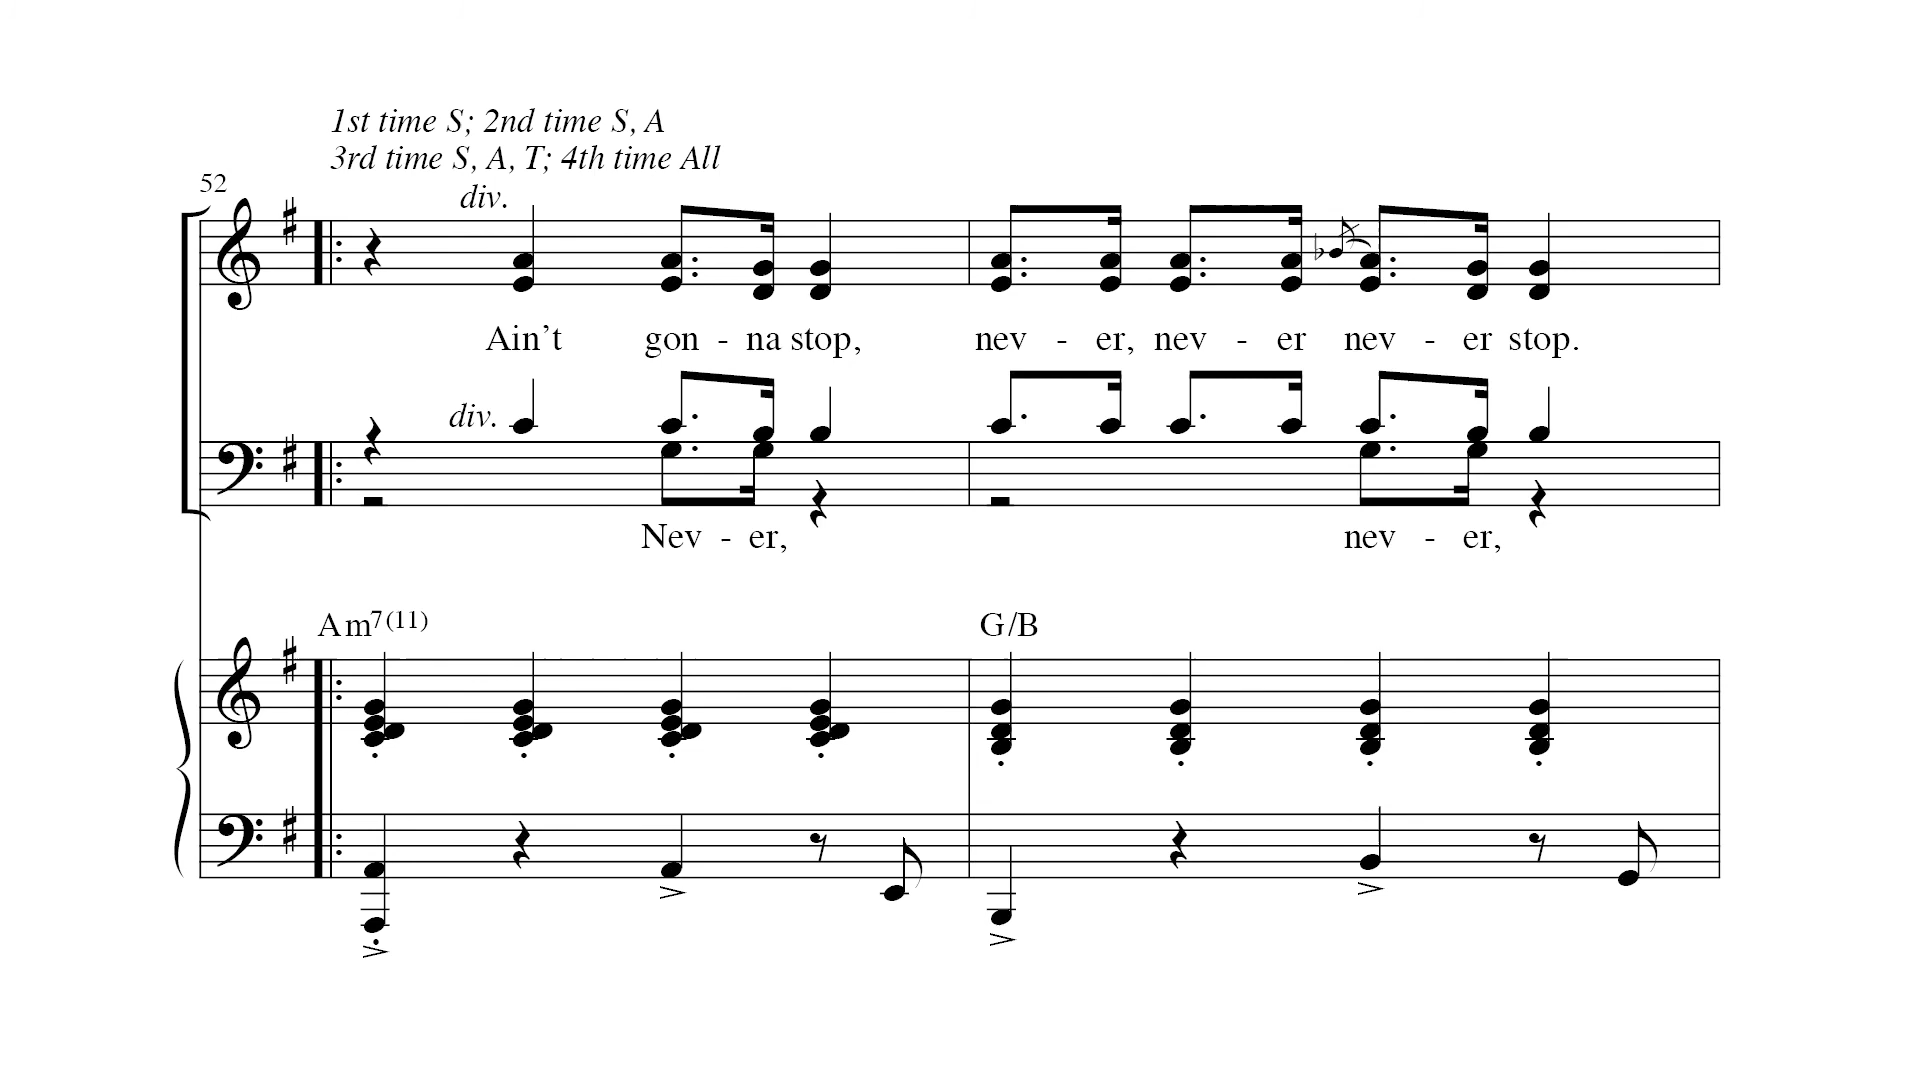 1st time S; 2nd time S, A
3rd time S, A, T; 4th time All
52
div.
Ain't gon - na stop, nev - er, nev - er nev - er stop.
div.
Nev - er, nev - er,
Am7(11) G/B